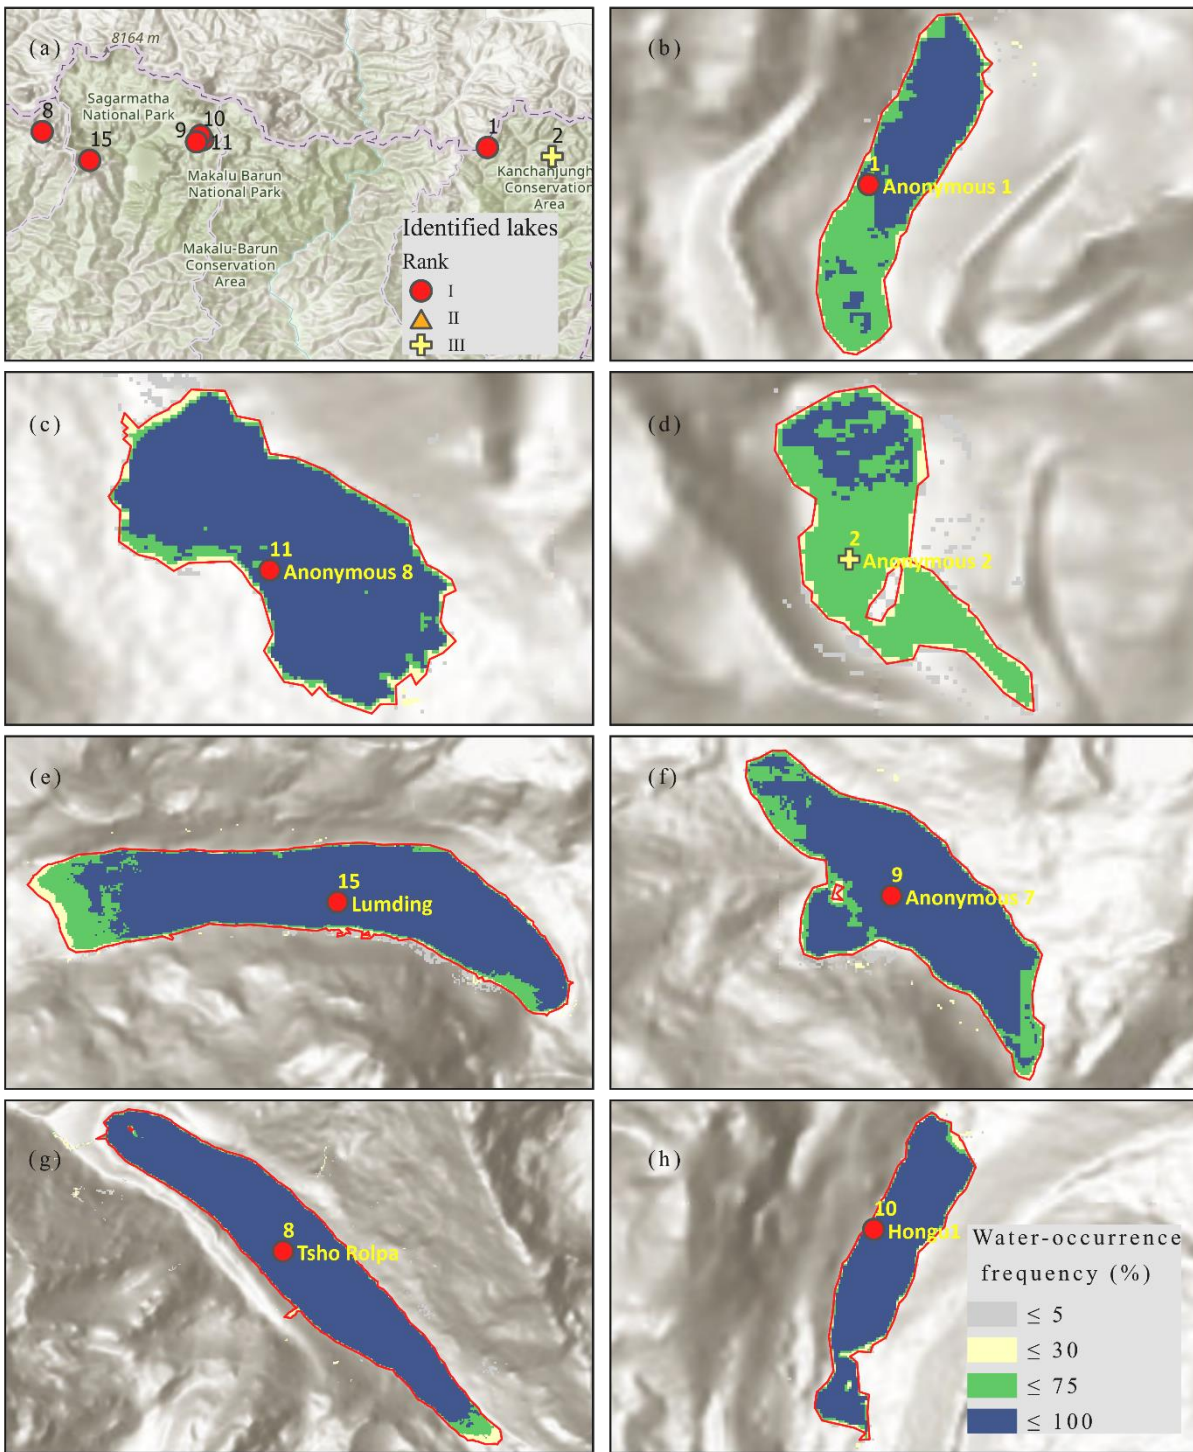 (a)
8164 m
Sagarmatha
National Park
8
15
9
10
11
1
2
Makalu Barun
National Park
Kanchanjungh
Conservation
Area
Makalu-Barun
Conservation
Area
Identified lakes
Rank
I
II
III
(b)
1
Anonymous 1
(c)
11
Anonymous 8
(d)
2
Anonymous 2
(e)
15
Lumding
(f)
9
Anonymous 7
(g)
8
Tsho Rolpa
(h)
10
Hongu1
Water-occurrence
frequency (%)
≤ 5
≤ 30
≤ 75
≤ 100